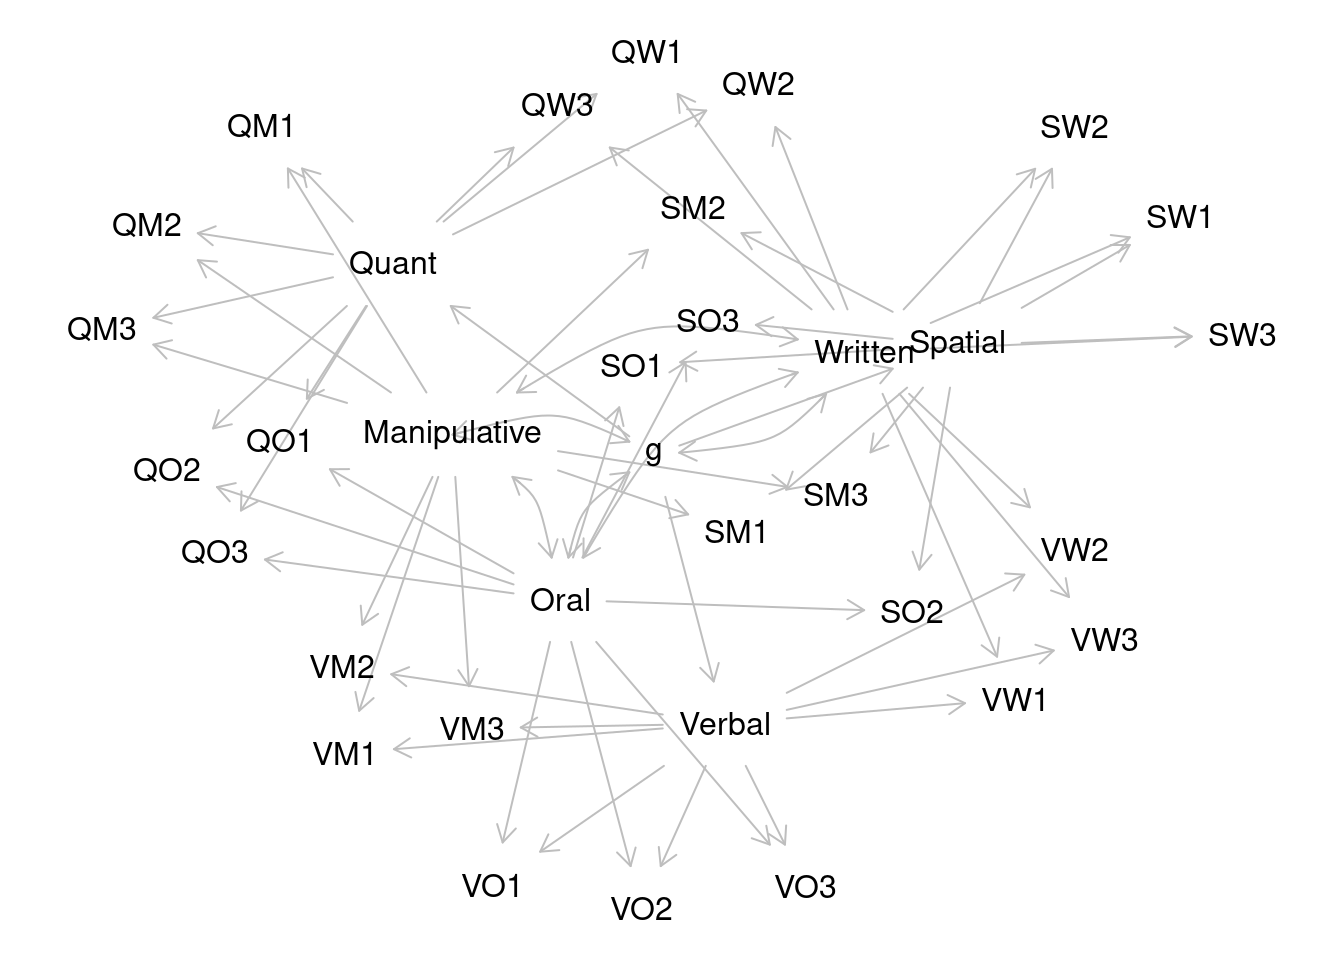 QW1
QW2
QW3
QM1
SW2
SM2
SW1
QM2
Quant
SO3
QM3
SW3
Spatial
Written
SO1
Manipulative
QO1
g
QO2
SM3
SM1
QO3
VW2
Oral
SO2
VW3
VM2
VW1
Verbal
VM3
VM1
VO1
VO3
VO2